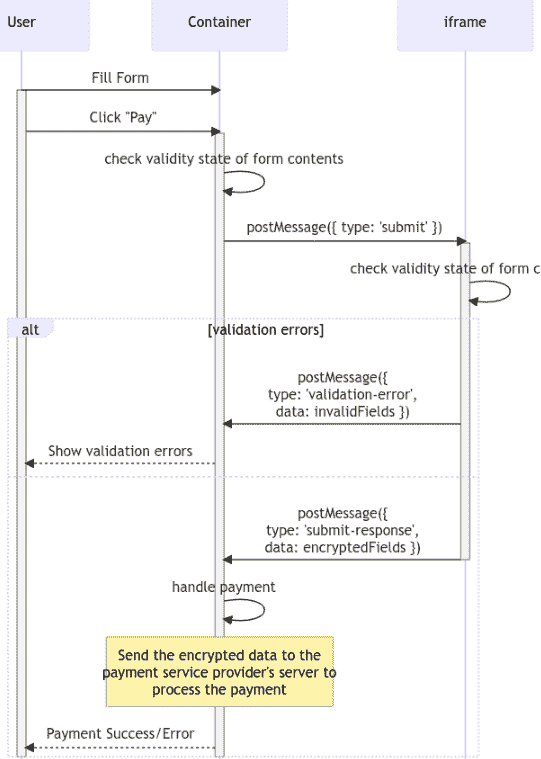 User
Container
iframe
Fill Form
Click "Pay"
check validity state of form contents
postMessage({ type: 'submit' })
check validity state of form c
alt
[validation errors]
postMessage({
type: 'validation-error',
data: invalidFields })
Show validation errors
postMessage({
type: 'submit-response',
data: encryptedFields })
handle payment
Send the encrypted data to the
payment service provider's server to
process the payment
Payment Success/Error